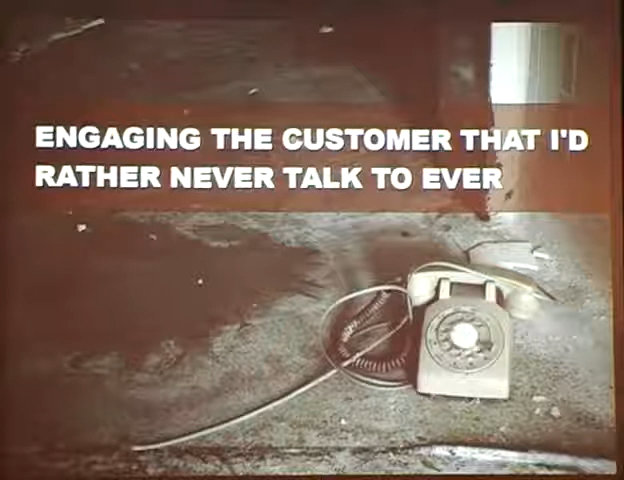 ENGAGING THE CUSTOMER THAT I'D
RATHER NEVER TALK TO EVER